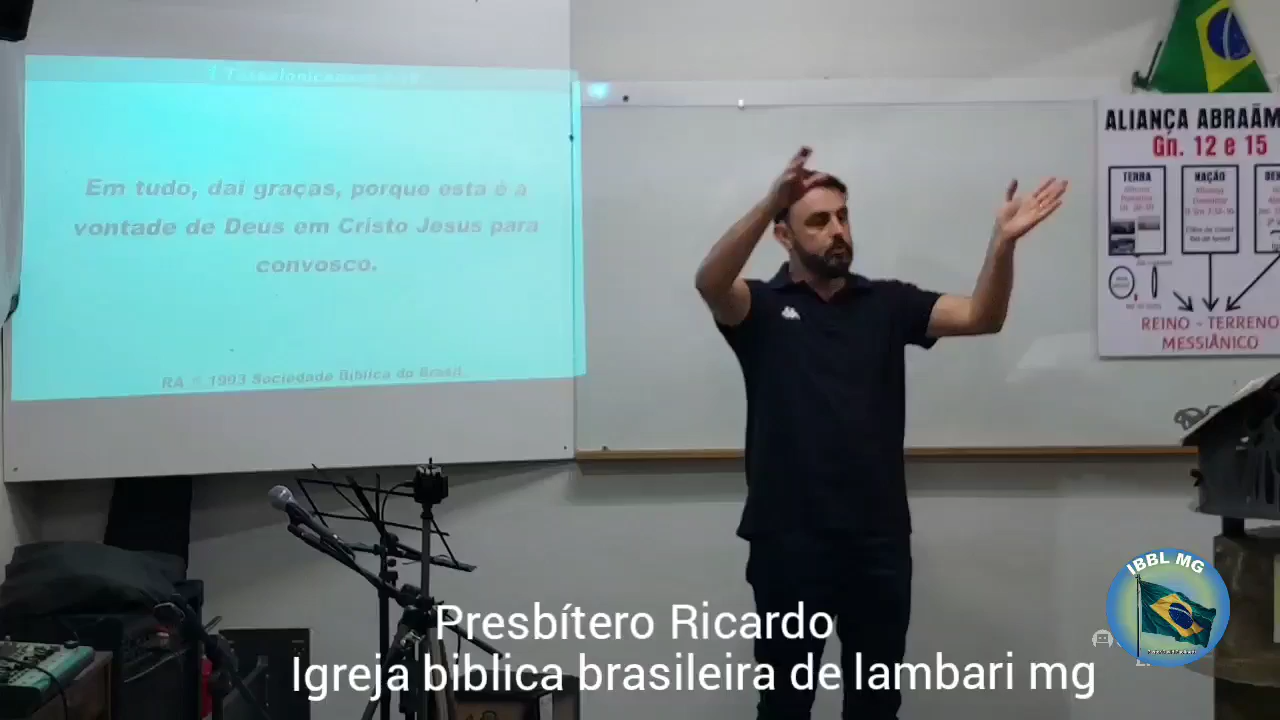 Em tudo, dai graças, porque esta é a
vontade de Deus em Cristo Jesus para
convosco.
RA © 1993 Sociedade Bíblica do Brasil.
ALIANÇA ABRAÃM
Gn. 12 e 15
TERRA
NAÇÃO
REINO - TERRENO
MESSIÂNICO
IBBL MG
Presbítero Ricardo
Igreja biblica brasileira de lambari mg